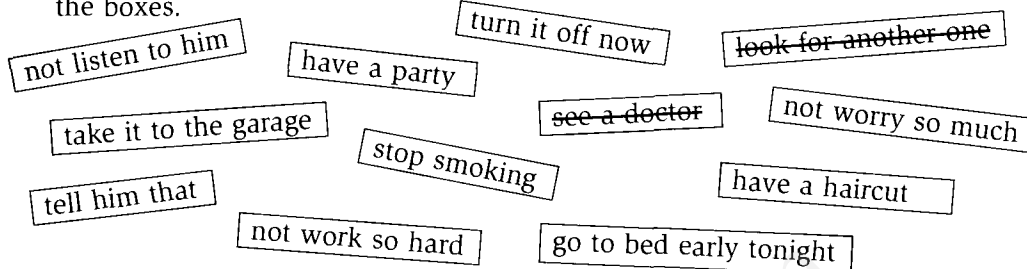 the boxes.
not listen to him
have a party
turn it off now
look for another one
take it to the garage
stop smoking
see a doctor
not worry so much
tell him that
not work so hard
go to bed early tonight
have a haircut